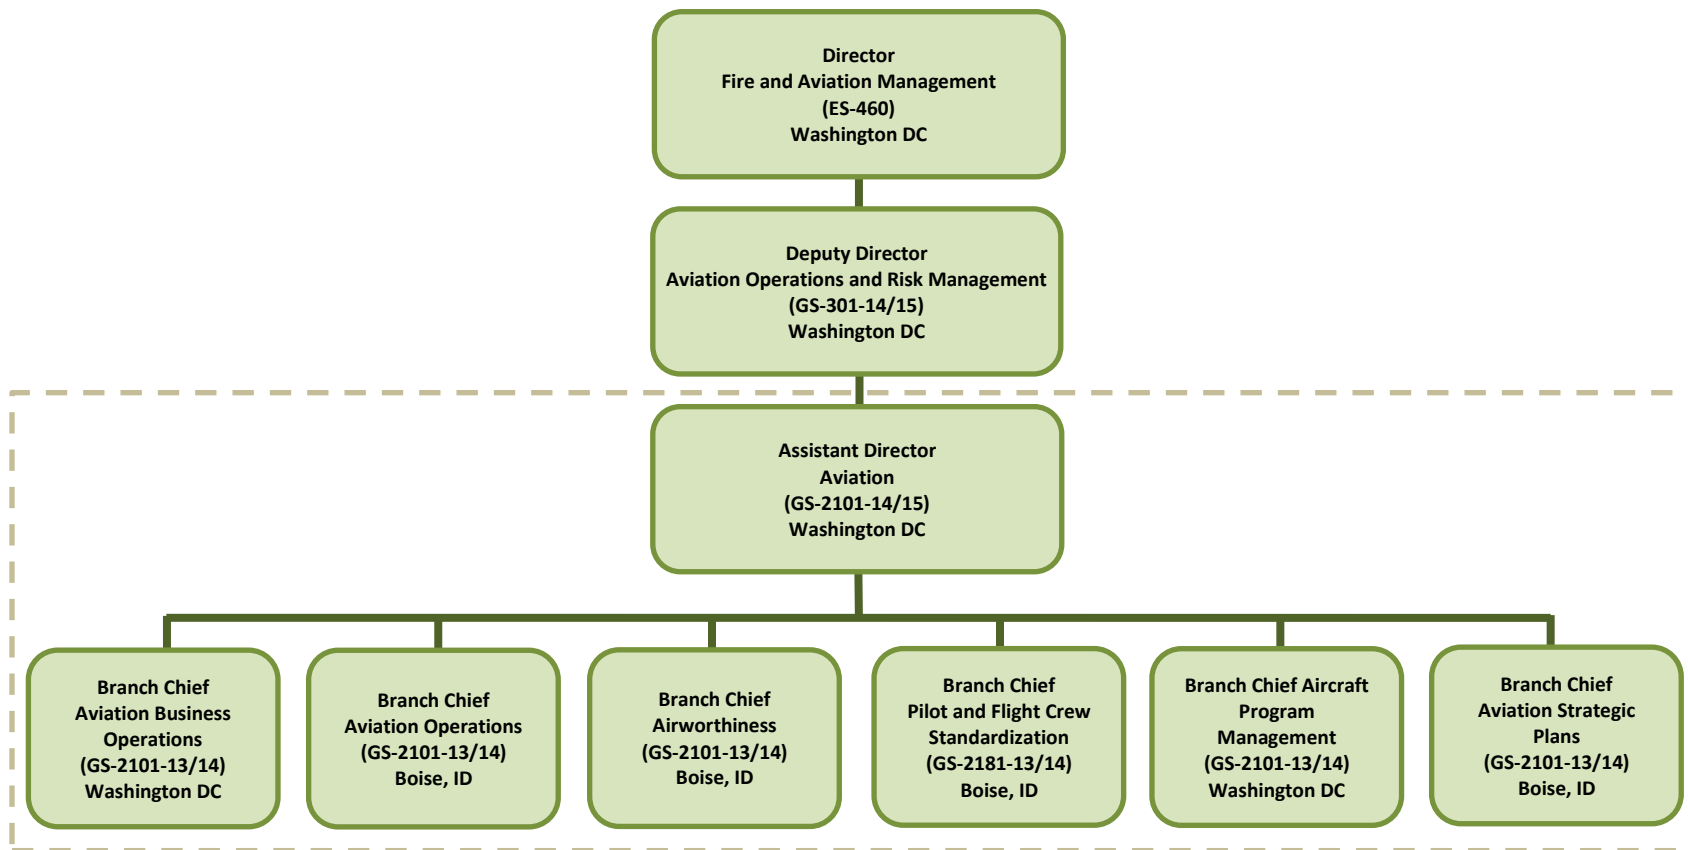 Director
Fire and Aviation Management
(ES-460)
Washington DC
Deputy Director
Aviation Operations and Risk Management
(GS-301-14/15)
Washington DC
Assistant Director
Aviation
(GS-2101-14/15)
Washington DC
Branch Chief
Aviation Business
Operations
(GS-2101-13/14)
Washington DC
Branch Chief
Aviation Operations
(GS-2101-13/14)
Boise, ID
Branch Chief
Airworthiness
(GS-2101-13/14)
Boise, ID
Branch Chief
Pilot and Flight Crew
Standardization
(GS-2181-13/14)
Boise, ID
Branch Chief Aircraft
Program
Management
(GS-2101-13/14)
Washington DC
Branch Chief
Aviation Strategic
Plans
(GS-2101-13/14)
Boise, ID